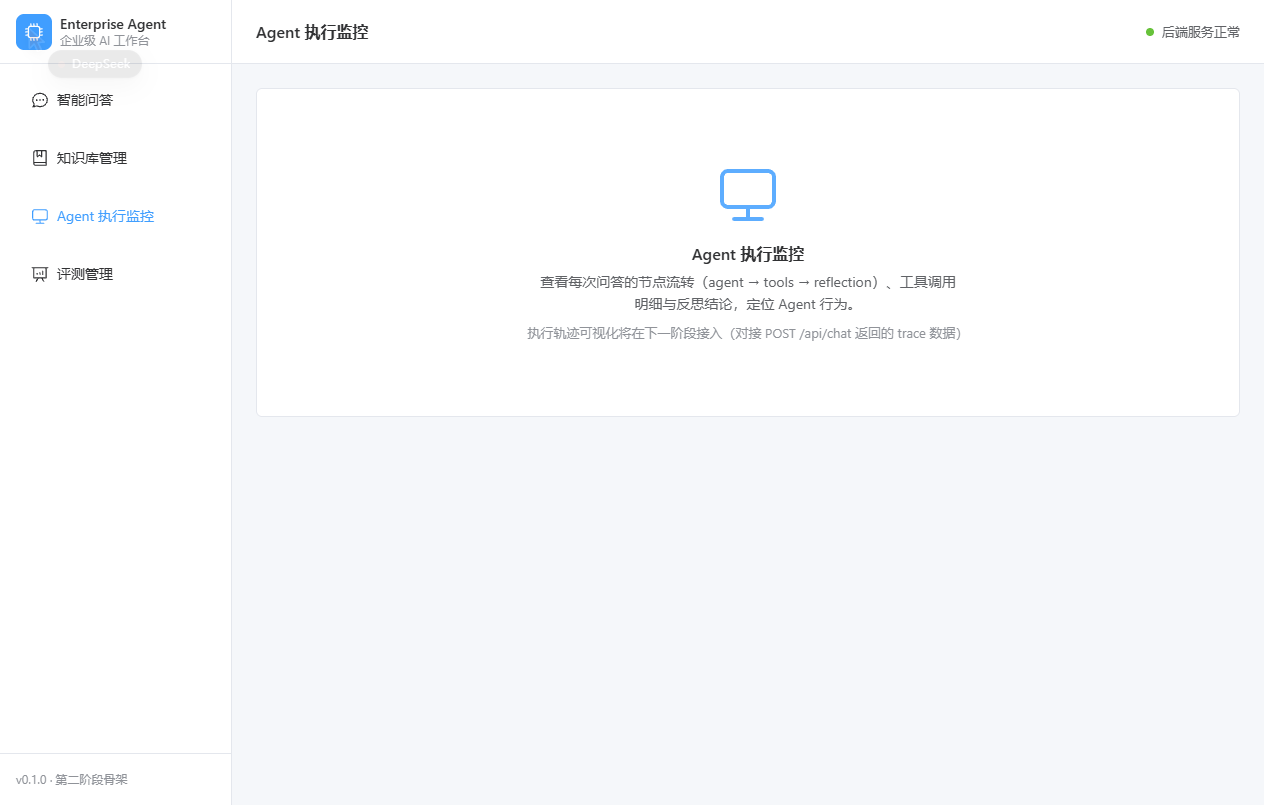 Enterprise Agent
企业级 AI 工作台
DeepSeek
智能问答
知识库管理
Agent 执行监控
评测管理
v0.1.0 · 第二阶段骨架
Agent 执行监控
后端服务正常
Agent 执行监控
查看每次问答的节点流转（agent → tools → reflection）、工具调用
明细与反思结论，定位 Agent 行为。
执行轨迹可视化将在下一阶段接入（对接 POST /api/chat 返回的 trace 数据）